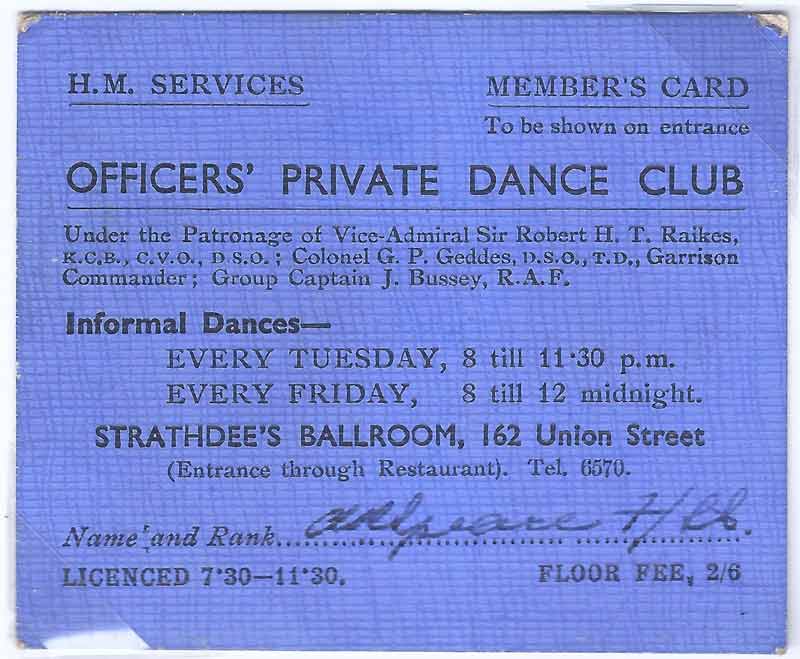 H.M. SERVICES
MEMBER'S CARD
To be shown on entrance
OFFICERS' PRIVATE DANCE CLUB
Under the Patronage of Vice-Admiral Sir Robert H. T. Raikes,
K.C.B., C.V.O., D.S.O. ; Colonel G. P. Geddes, D.S.O., T.D., Garrison
Commander ; Group Captain J. Bussey, R.A.F.
Informal Dances—
EVERY TUESDAY, 8 till 11·30 p.m.
EVERY FRIDAY, 8 till 12 midnight.
STRATHDEE'S BALLROOM, 162 Union Street
(Entrance through Restaurant). Tel. 6570.
Name and Rank
LICENCED 7·30—11·30.
FLOOR FEE, 2/6